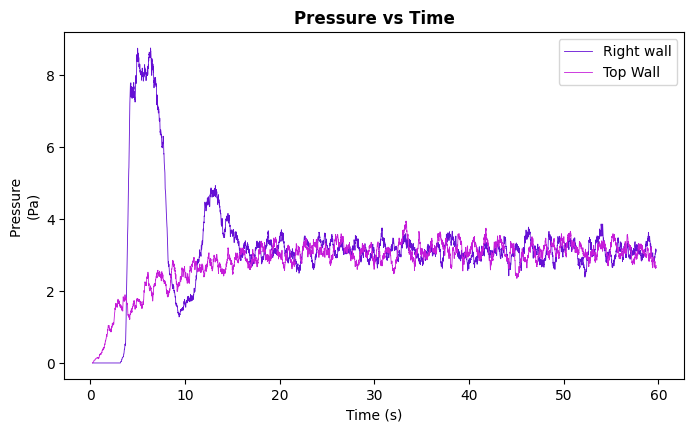 Pressure vs Time
Right wall
Top Wall
Pressure
(Pa)
8
6
4
2
0
0 10 20 30 40 50 60
Time (s)